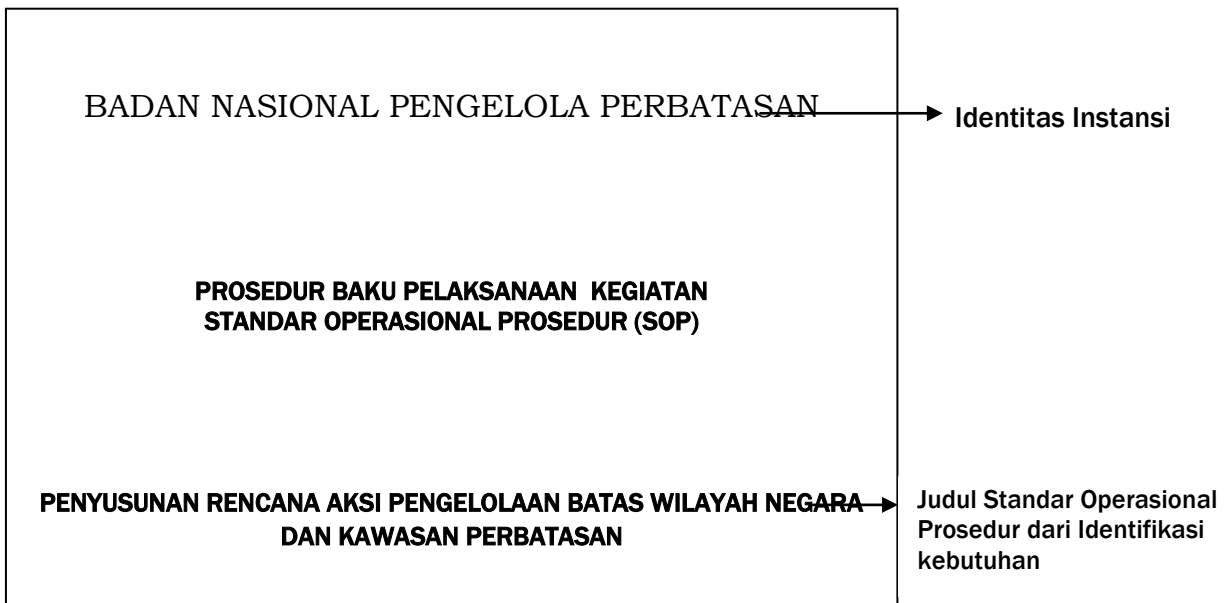 BADAN NASIONAL PENGELOLA PERBATASAN
Identitas Instansi
PROSEDUR BAKU PELAKSANAAN KEGIATAN
STANDAR OPERASIONAL PROSEDUR (SOP)
PENYUSUNAN RENCANA AKSI PENGELOLAAN BATAS WILAYAH NEGARA
DAN KAWASAN PERBATASAN
Judul Standar Operasional
Prosedur dari Identifikasi
kebutuhan